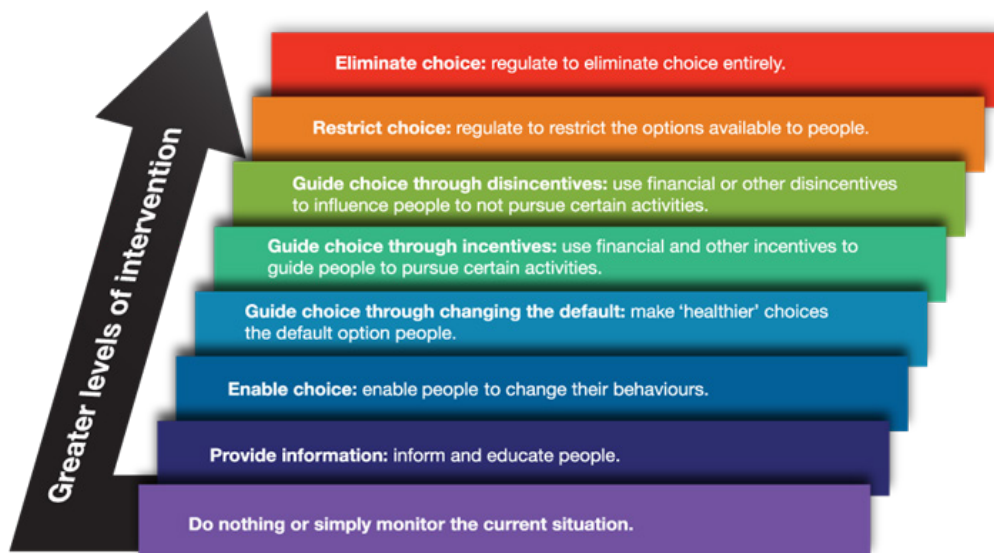 Greater levels of intervention
Eliminate choice: regulate to eliminate choice entirely.
Restrict choice: regulate to restrict the options available to people.
Guide choice through disincentives: use financial or other disincentives
to influence people to not pursue certain activities.
Guide choice through incentives: use financial and other incentives to
guide people to pursue certain activities.
Guide choice through changing the default: make ‘healthier’ choices
the default option people.
Enable choice: enable people to change their behaviours.
Provide information: inform and educate people.
Do nothing or simply monitor the current situation.